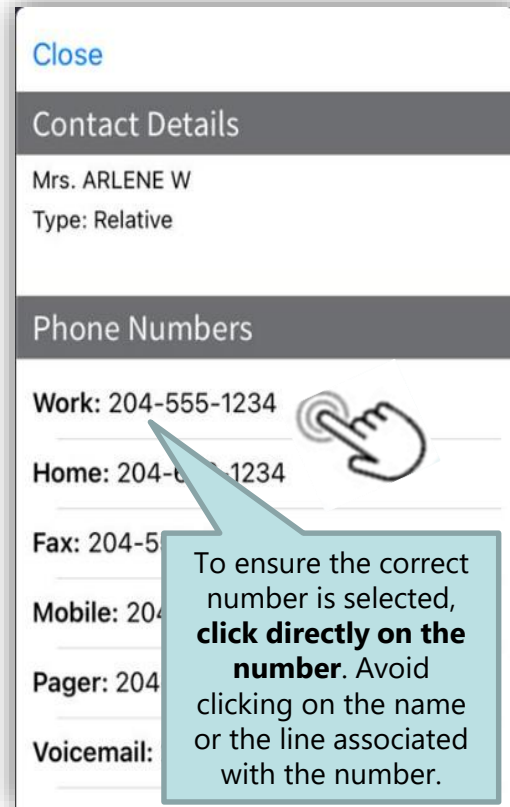 Close
Contact Details
Mrs. ARLENE W
Type: Relative
Phone Numbers
Work: 204-555-1234
Home: 204-6 -1234
Fax: 204-5
Mobile: 204
Pager: 204
Voicemail:
To ensure the correct
number is selected,
click directly on the
number. Avoid
clicking on the name
or the line associated
with the number.